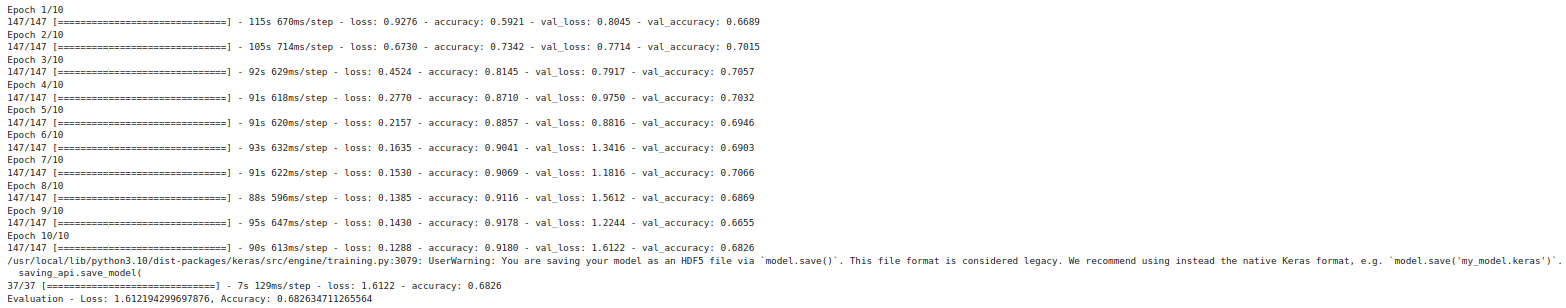 Epoch 1/10
147/147 [==============================] - 115s 670ms/step - loss: 0.9276 - accuracy: 0.5921 - val_loss: 0.8045 - val_accuracy: 0.6689
Epoch 2/10
147/147 [==============================] - 105s 714ms/step - loss: 0.6730 - accuracy: 0.7342 - val_loss: 0.7714 - val_accuracy: 0.7015
Epoch 3/10
147/147 [==============================] - 92s 629ms/step - loss: 0.4524 - accuracy: 0.8145 - val_loss: 0.7917 - val_accuracy: 0.7057
Epoch 4/10
147/147 [==============================] - 91s 618ms/step - loss: 0.2770 - accuracy: 0.8710 - val_loss: 0.9750 - val_accuracy: 0.7032
Epoch 5/10
147/147 [==============================] - 91s 620ms/step - loss: 0.2157 - accuracy: 0.8857 - val_loss: 0.8816 - val_accuracy: 0.6946
Epoch 6/10
147/147 [==============================] - 93s 632ms/step - loss: 0.1635 - accuracy: 0.9041 - val_loss: 1.3416 - val_accuracy: 0.6903
Epoch 7/10
147/147 [==============================] - 91s 622ms/step - loss: 0.1530 - accuracy: 0.9069 - val_loss: 1.1816 - val_accuracy: 0.7066
Epoch 8/10
147/147 [==============================] - 88s 596ms/step - loss: 0.1385 - accuracy: 0.9116 - val_loss: 1.5612 - val_accuracy: 0.6869
Epoch 9/10
147/147 [==============================] - 95s 647ms/step - loss: 0.1430 - accuracy: 0.9178 - val_loss: 1.2244 - val_accuracy: 0.6655
Epoch 10/10
147/147 [==============================] - 90s 613ms/step - loss: 0.1288 - accuracy: 0.9180 - val_loss: 1.6122 - val_accuracy: 0.6826
/usr/local/lib/python3.10/dist-packages/keras/src/engine/training.py:3079: UserWarning: You are saving your model as an HDF5 file via `model.save()`. This file format is considered legacy. We recommend using instead the native Keras format, e.g. `model.save('my_model.keras')`.
  saving_api.save_model(
37/37 [==============================] - 7s 129ms/step - loss: 1.6122 - accuracy: 0.6826
Evaluation - Loss: 1.612194299697876, Accuracy: 0.682634711265564